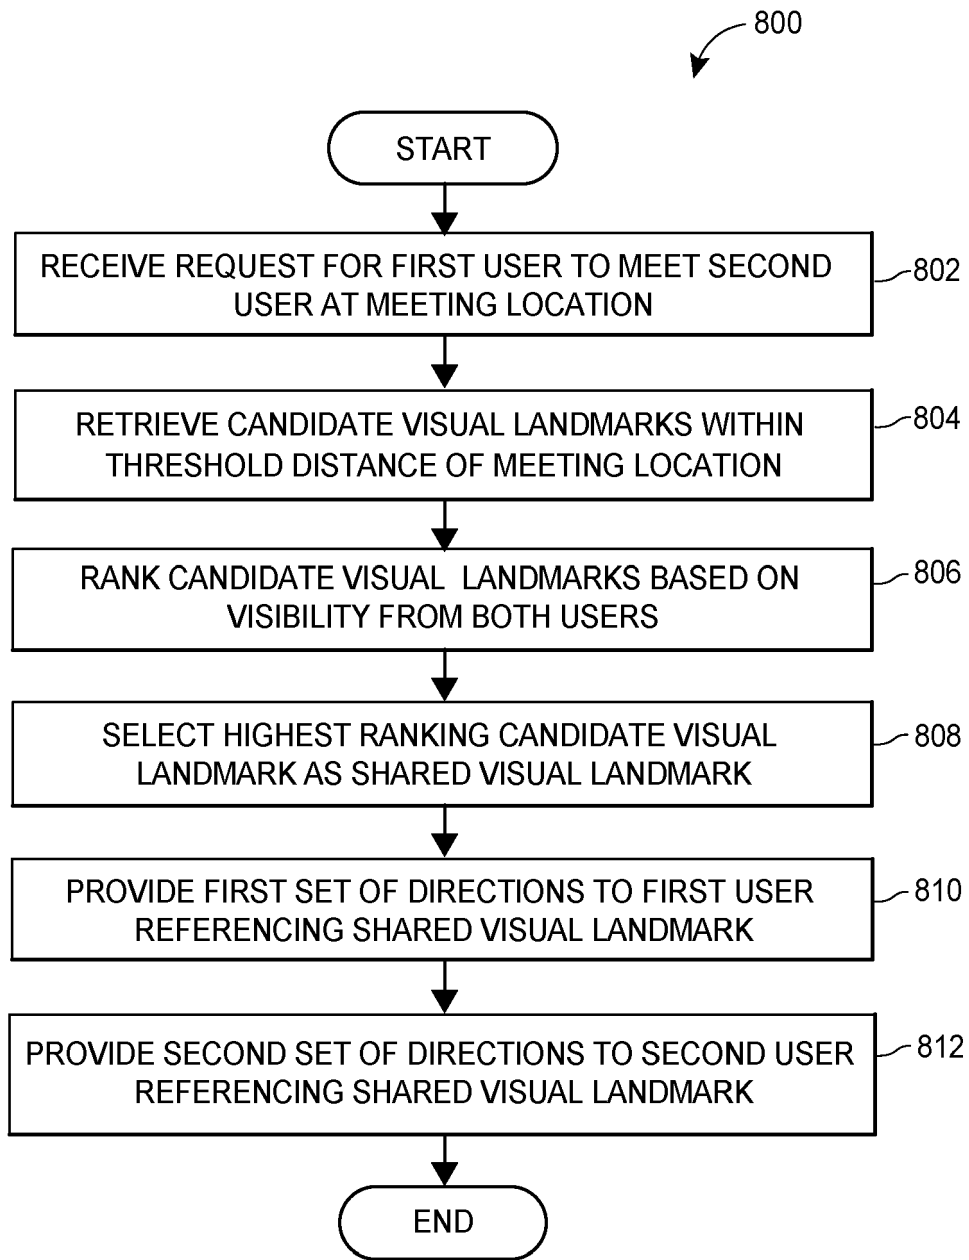 800
START
RECEIVE REQUEST FOR FIRST USER TO MEET SECOND
USER AT MEETING LOCATION
802
RETRIEVE CANDIDATE VISUAL LANDMARKS WITHIN
THRESHOLD DISTANCE OF MEETING LOCATION
804
RANK CANDIDATE VISUAL LANDMARKS BASED ON
VISIBILITY FROM BOTH USERS
806
SELECT HIGHEST RANKING CANDIDATE VISUAL
LANDMARK AS SHARED VISUAL LANDMARK
808
PROVIDE FIRST SET OF DIRECTIONS TO FIRST USER
REFERENCING SHARED VISUAL LANDMARK
810
PROVIDE SECOND SET OF DIRECTIONS TO SECOND USER
REFERENCING SHARED VISUAL LANDMARK
812
END